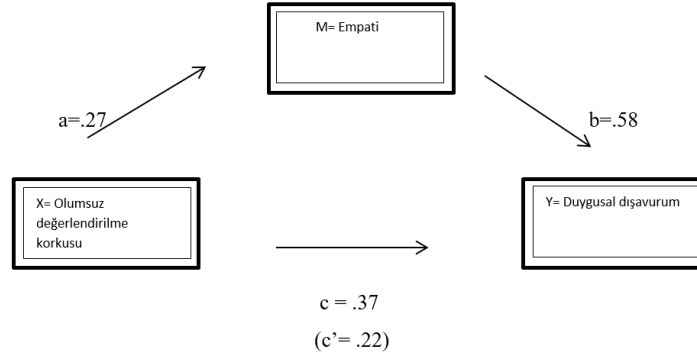 M= Empati
a=.27
b=.58
X= Olumsuz
değerlendirilme
korkusu
Y= Duygusal dışavurum
c = .37
(c’= .22)